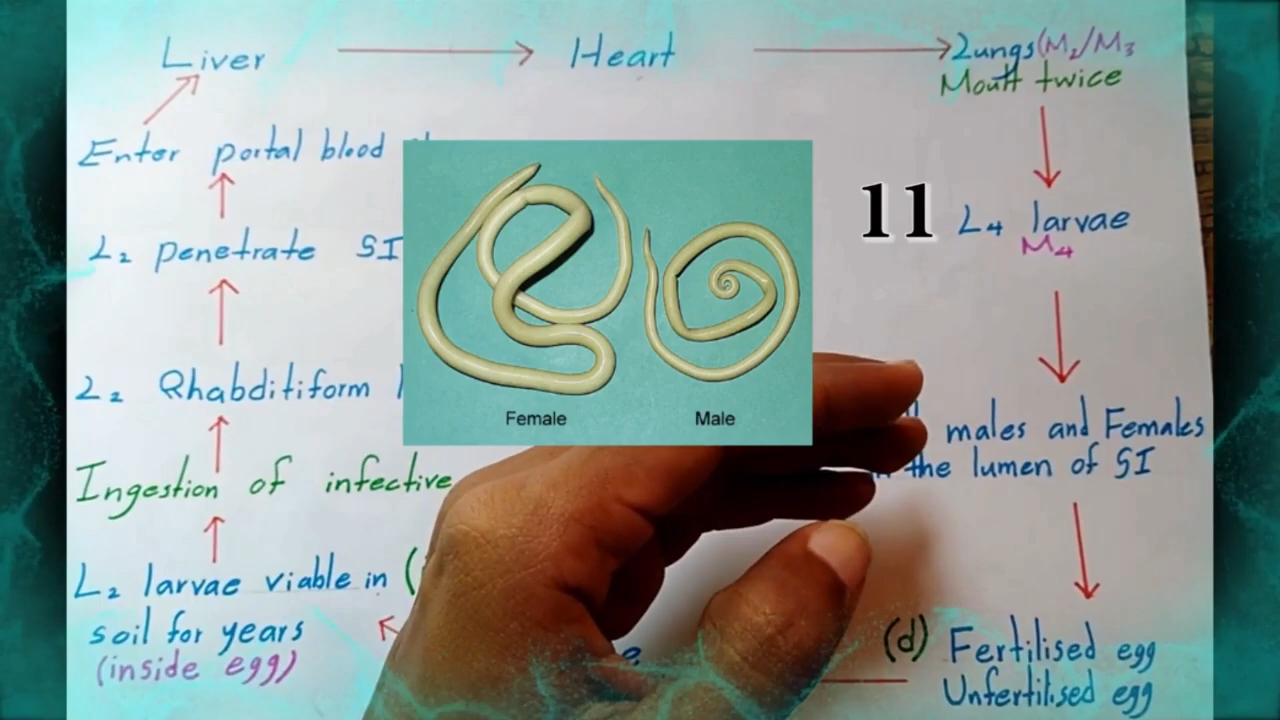 Liver
Heart
Lungs(M2/M3
Moult twice
Enter portal blood
L2 penetrate SI
11
L4 larvae
M4
L2 Rhabditiform
Female
Male
males and Females
the lumen of SI
Ingestion of infective
L2 larvae viable in (
soil for years
(inside egg)
(d) Fertilised egg
Unfertilised egg